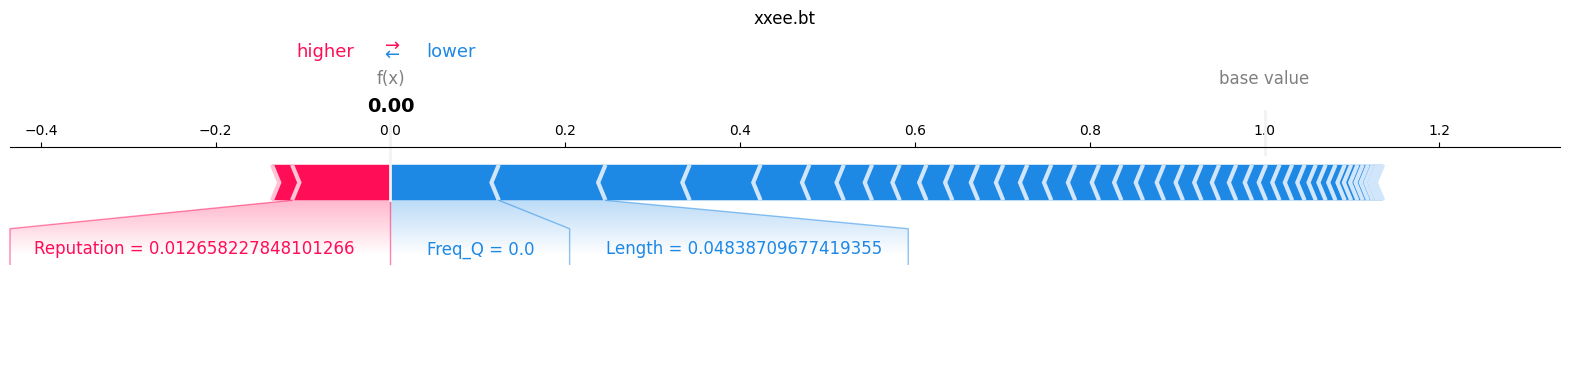 xxee.bt
higher ⇄ lower
f(x) base value
0.00
−0.4 −0.2 0.0 0.2 0.4 0.6 0.8 1.0 1.2
Reputation = 0.012658227848101266 Freq_Q = 0.0 Length = 0.04838709677419355